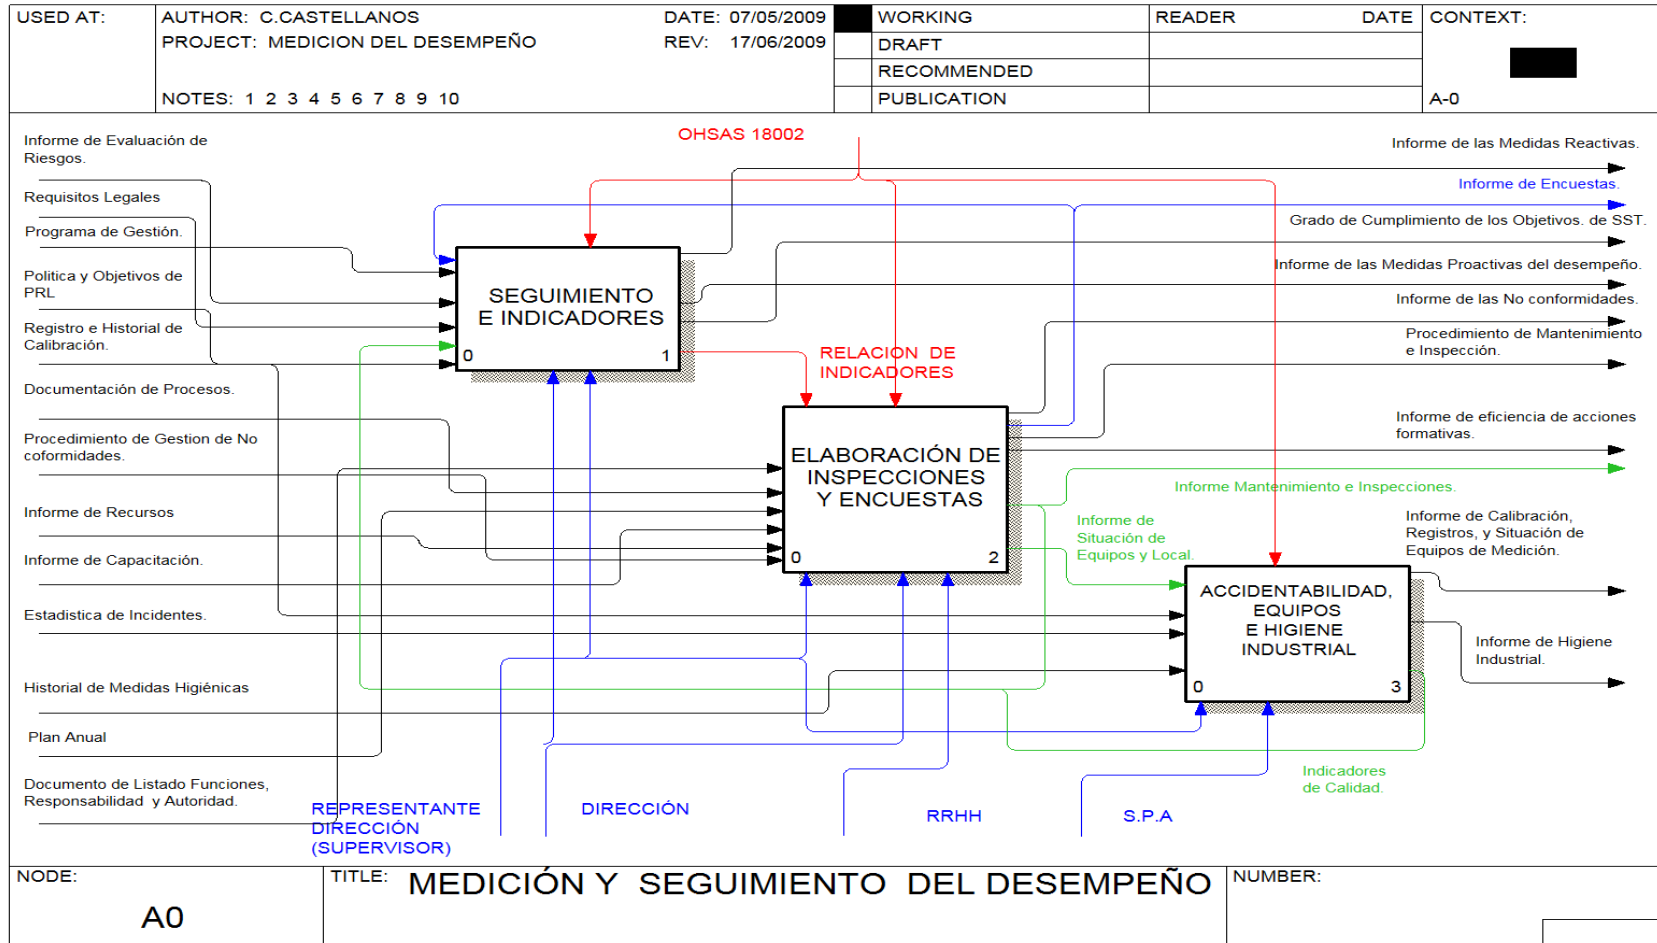 USED AT:
AUTHOR: C.CASTELLANOS
DATE: 07/05/2009
PROJECT: MEDICION DEL DESEMPEÑO
REV: 17/06/2009
NOTES: 1 2 3 4 5 6 7 8 9 10
WORKING
DRAFT
RECOMMENDED
PUBLICATION
READER DATE
CONTEXT:
A-0
Informe de Evaluación de
Riesgos.
Requisitos Legales
Programa de Gestión.
Politica y Objetivos de
PRL
Registro e Historial de
Calibración.
Documentación de Procesos.
Procedimiento de Gestion de No
coformidades.
Informe de Recursos
Informe de Capacitación.
Estadistica de Incidentes.
Historial de Medidas Higiénicas
Plan Anual
Documento de Listado Funciones,
Responsabilidad y Autoridad.
OHSAS 18002
SEGUIMIENTO
E INDICADORES
0 1
RELACION DE
INDICADORES
ELABORACIÓN DE
INSPECCIONES
Y ENCUESTAS
0 2
ACCIDENTABILIDAD,
EQUIPOS
E HIGIENE
INDUSTRIAL
0 3
Informe de las Medidas Reactivas.
Informe de Encuestas.
Grado de Cumplimiento de los Objetivos. de SST.
Informe de las Medidas Proactivas del desempeño.
Informe de las No conformidades.
Procedimiento de Mantenimiento
e Inspección.
Informe de eficiencia de acciones
formativas.
Informe Mantenimiento e Inspecciones.
Informe de
Situación de
Equipos y Local.
Informe de Calibración,
Registros, y Situación de
Equipos de Medición.
Informe de Higiene
Industrial.
Indicadores
de Calidad.
REPRESENTANTE
DIRECCIÓN
(SUPERVISOR)
DIRECCIÓN
RRHH
S.P.A
NODE:
A0
TITLE:
MEDICIÓN Y SEGUIMIENTO DEL DESEMPEÑO
NUMBER: